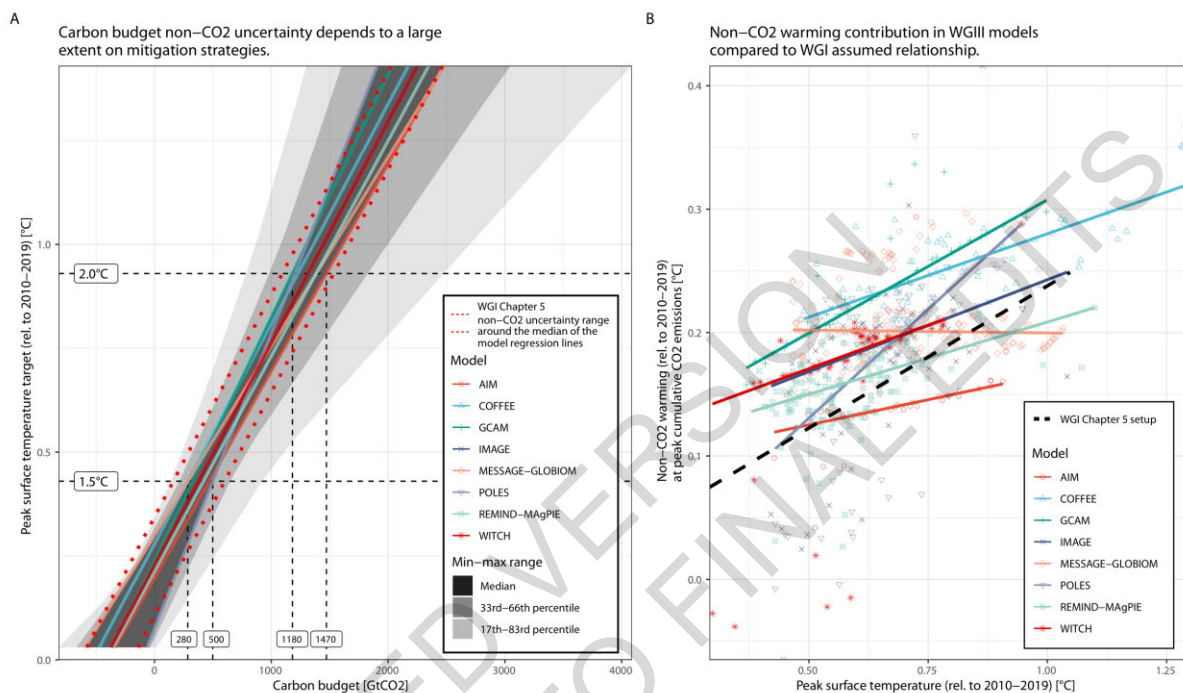 A
Carbon budget non−CO2 uncertainty depends to a large
extent on mitigation strategies.
Peak surface temperature target (rel. to 2010−2019) [°C]
1.0
0.5
0.0
2.0°C
1.5°C
280
500
1180
1470
0
1000
2000
3000
4000
Carbon budget [GtCO2]
WGI Chapter 5
non−CO2 uncertainty range
around the median of the
model regression lines
Model
AIM
COFFEE
GCAM
IMAGE
MESSAGE−GLOBIOM
POLES
REMIND−MAgPIE
WITCH
Min−max range
Median
33rd−66th percentile
17th−83rd percentile
B
Non−CO2 warming contribution in WGIII models
compared to WGI assumed relationship.
Non−CO2 warming (rel. to 2010−2019)
at peak cumulative CO2 emissions [°C]
0.4
0.3
0.2
0.1
0.0
0.50
0.75
1.00
1.25
Peak surface temperature (rel. to 2010−2019) [°C]
WGI Chapter 5 setup
Model
AIM
COFFEE
GCAM
IMAGE
MESSAGE−GLOBIOM
POLES
REMIND−MAgPIE
WITCH
ED VERSION
TO FINAL EDITS